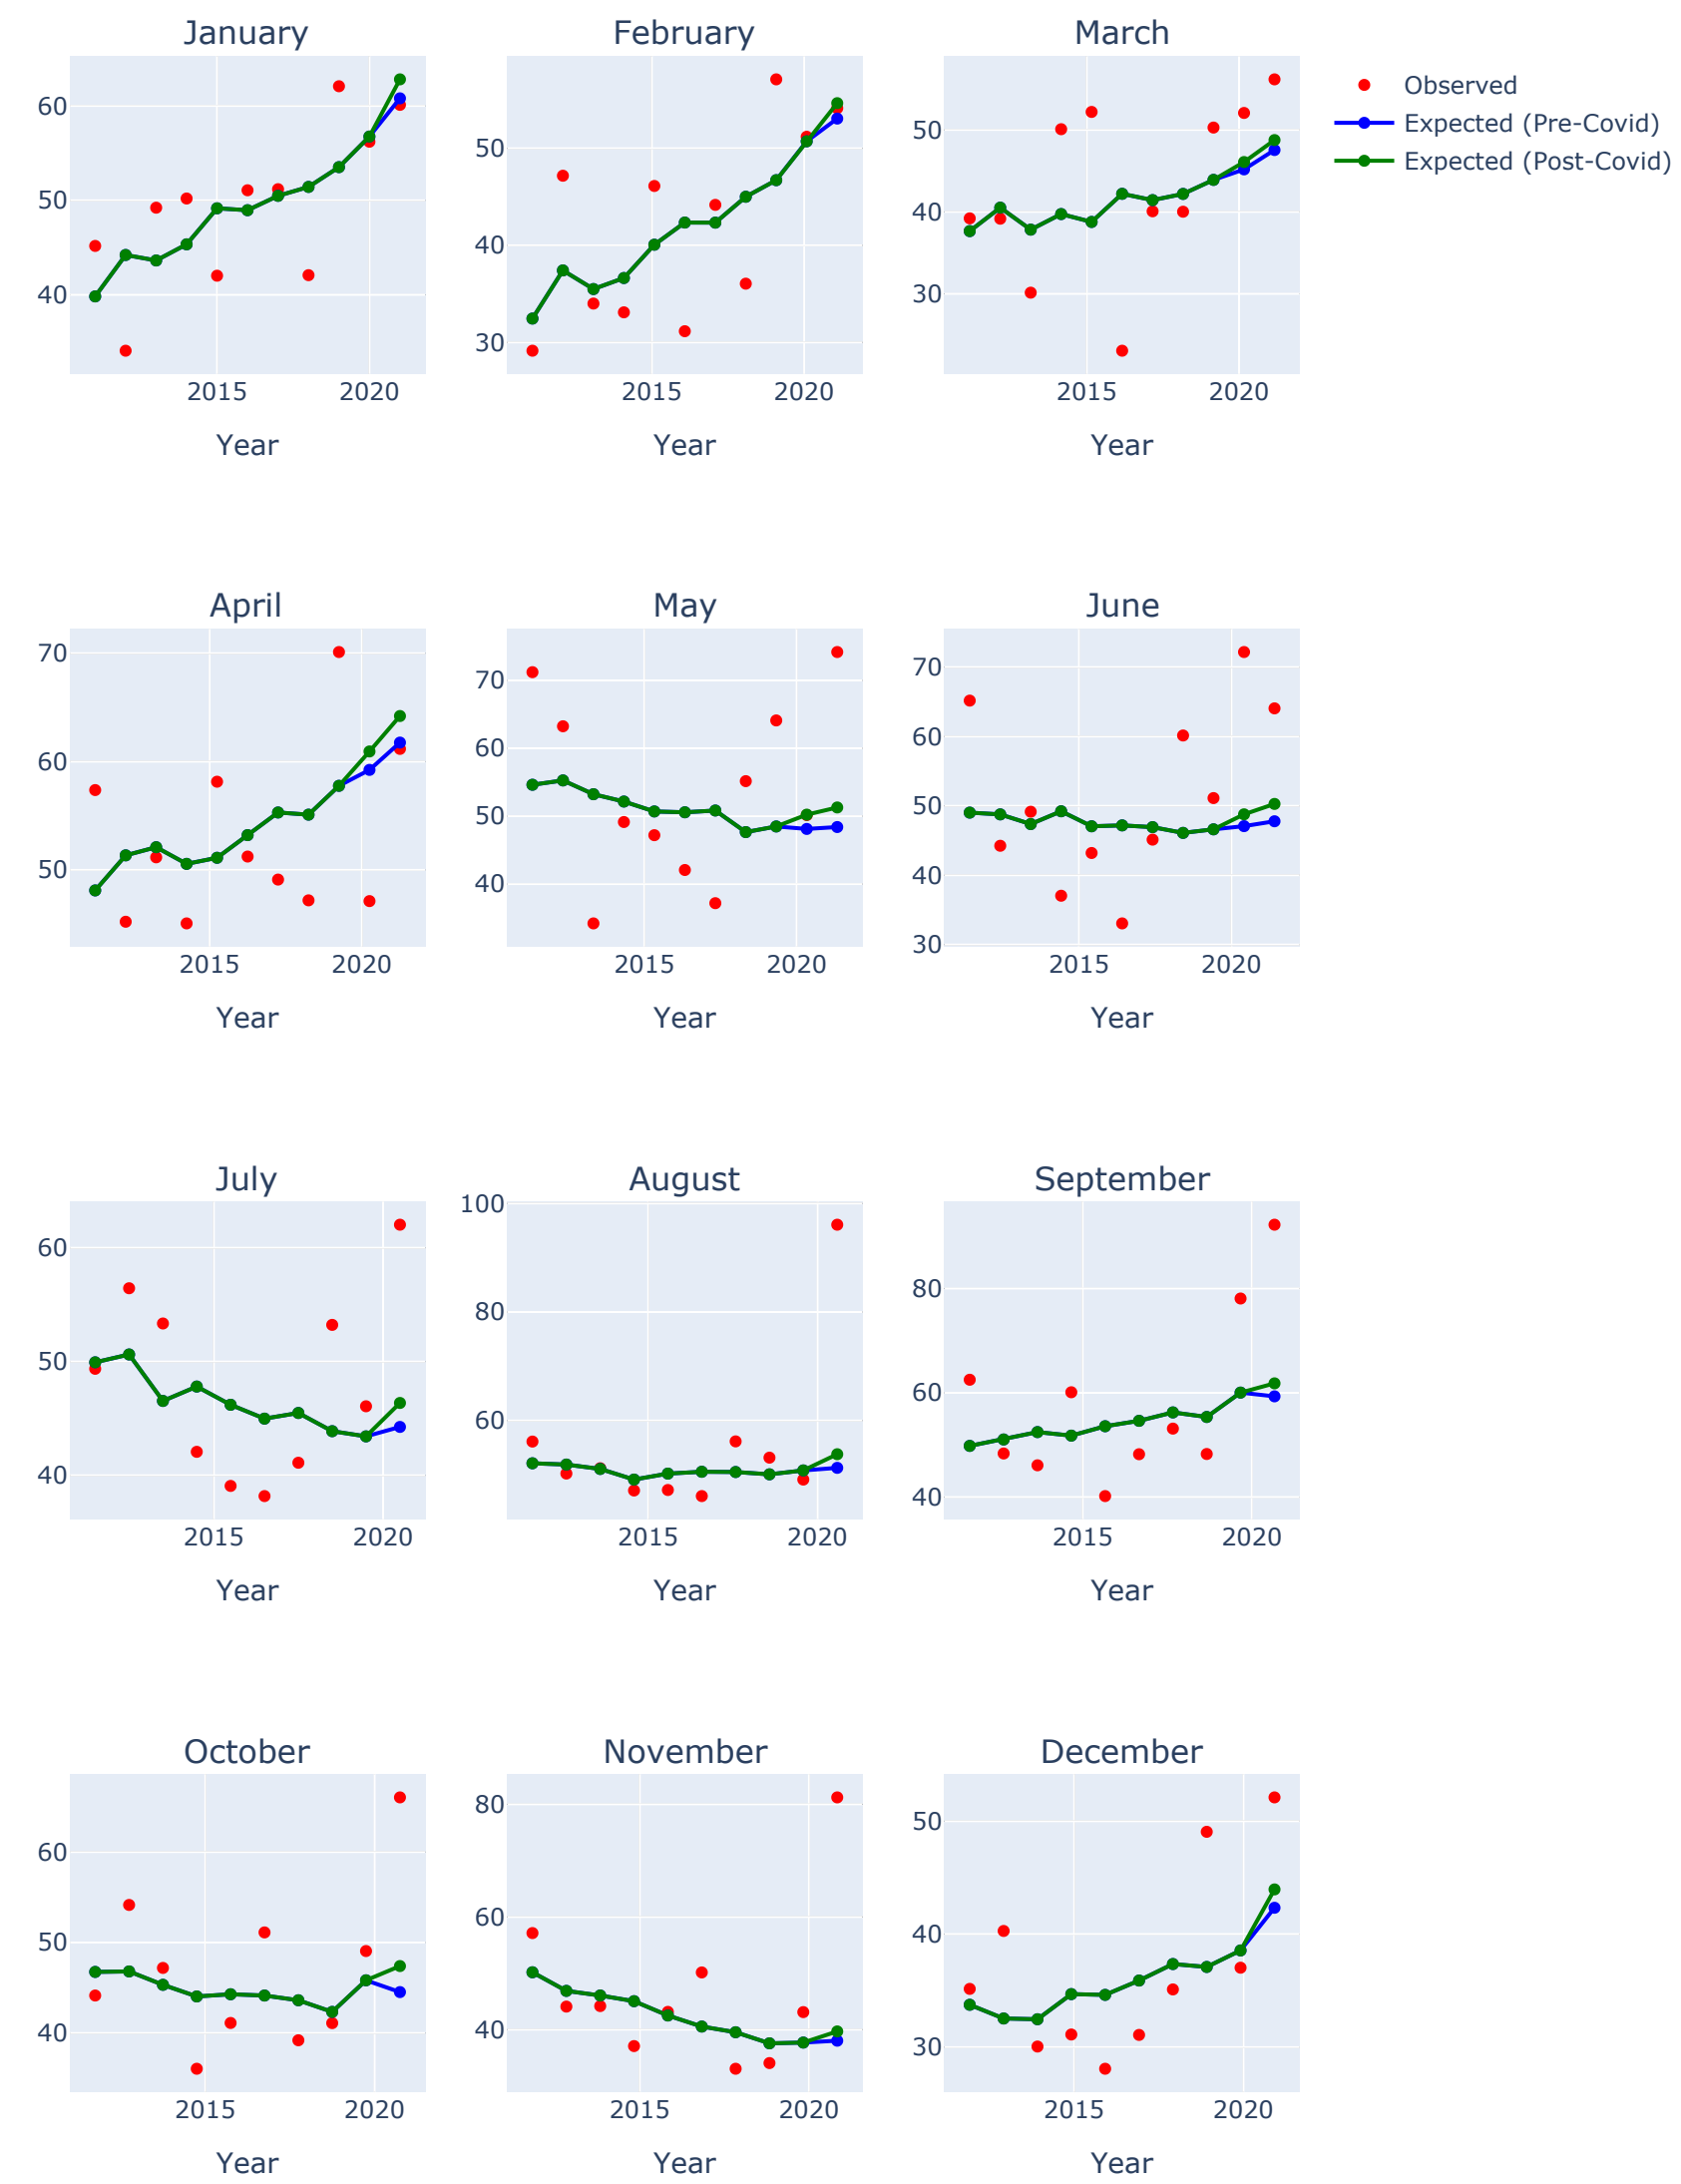 January
February
March
Observed
Expected (Pre-Covid)
Expected (Post-Covid)
60
50
40
50
40
30
50
40
30
2015
2020
2015
2020
2015
2020
Year
Year
Year
April
May
June
70
60
50
70
60
50
40
70
60
50
40
30
2015
2020
2015
2020
2015
2020
Year
Year
Year
July
August
September
60
50
40
100
80
60
80
60
40
2015
2020
2015
2020
2015
2020
Year
Year
Year
October
November
December
60
50
40
80
60
40
50
40
30
2015
2020
2015
2020
2015
2020
Year
Year
Year